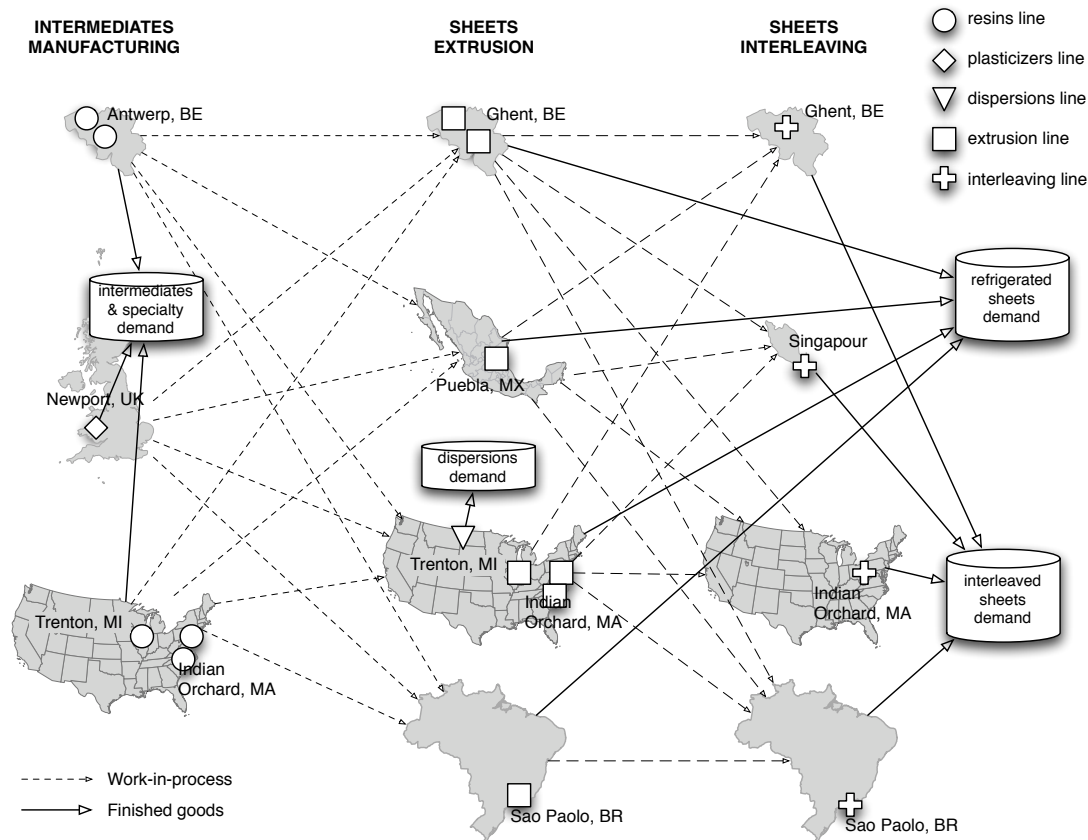 INTERMEDIATES
MANUFACTURING
SHEETS
EXTRUSION
SHEETS
INTERLEAVING
resins line
plasticizers line
dispersions line
extrusion line
interleaving line
Antwerp, BE
Ghent, BE
Ghent, BE
intermediates
& specialty
demand
refrigerated
sheets
demand
Newport, UK
Puebla, MX
Singapour
dispersions
demand
Trenton, MI
Indian
Orchard, MA
Indian
Orchard, MA
interleaved
sheets
demand
Trenton, MI
Indian
Orchard, MA
Work-in-process
Finished goods
Sao Paolo, BR
Sao Paolo, BR